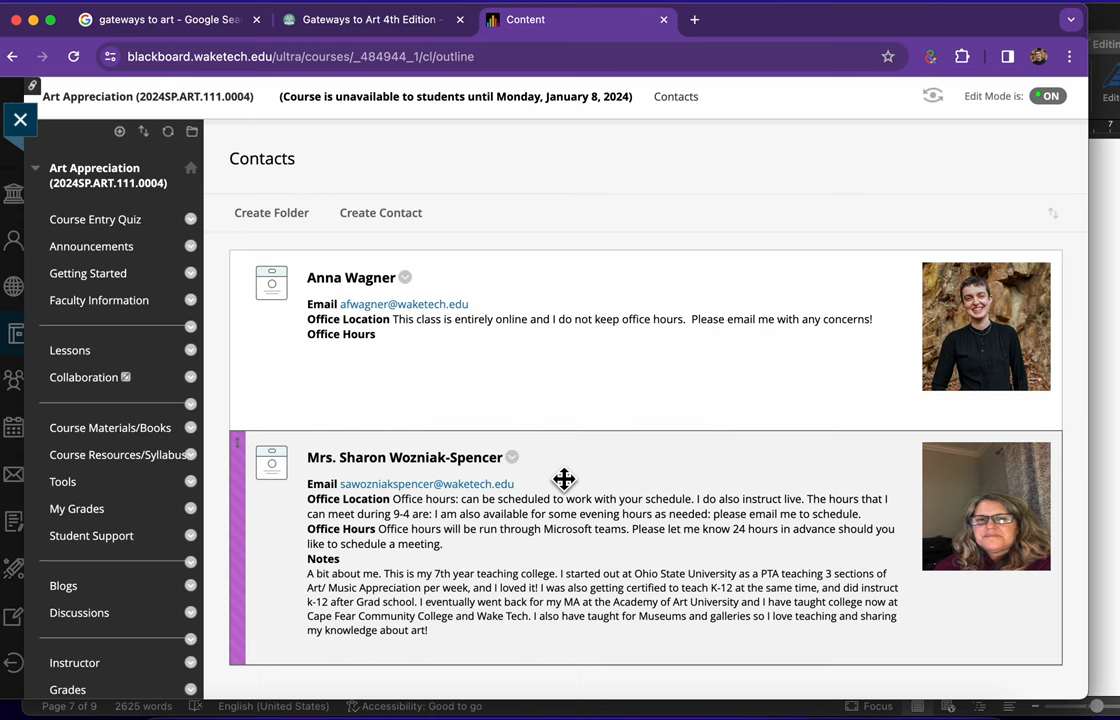 gateways to art - Google Sea
Gateways to Art 4th Edition -
Content
blackboard.waketech.edu/ultra/courses/_484944_1/cl/outline
Editin
Art Appreciation (2024SP.ART.111.0004) (Course is unavailable to students until Monday, January 8, 2024) Contacts
Edit Mode is: ON
Edit
7
Art Appreciation
(2024SP.ART.111.0004)
Course Entry Quiz
Announcements
Getting Started
Faculty Information
Lessons
Collaboration
Course Materials/Books
Course Resources/Syllabus
Tools
My Grades
Student Support
Blogs
Discussions
Instructor
Grades
Contacts
Create Folder Create Contact
Anna Wagner
Email afwagner@waketech.edu
Office Location This class is entirely online and I do not keep office hours. Please email me with any concerns!
Office Hours
Mrs. Sharon Wozniak-Spencer
Email sawozniakspencer@waketech.edu
Office Location Office hours: can be scheduled to work with your schedule. I do also instruct live. The hours that I
can meet during 9-4 are: I am also available for some evening hours as needed: please email me to schedule.
Office Hours Office hours will be run through Microsoft teams. Please let me know 24 hours in advance should you
like to schedule a meeting.
Notes
A bit about me. This is my 7th year teaching college. I started out at Ohio State University as a PTA teaching 3 sections of
Art/ Music Appreciation per week, and I loved it! I was also getting certified to teach K-12 at the same time, and did instruct
k-12 after Grad school. I eventually went back for my MA at the Academy of Art University and I have taught college now at
Cape Fear Community College and Wake Tech. I also have taught for Museums and galleries so I love teaching and sharing
my knowledge about art!
Page 7 of 9 2625 words English (United States) Accessibility: Good to go Focus